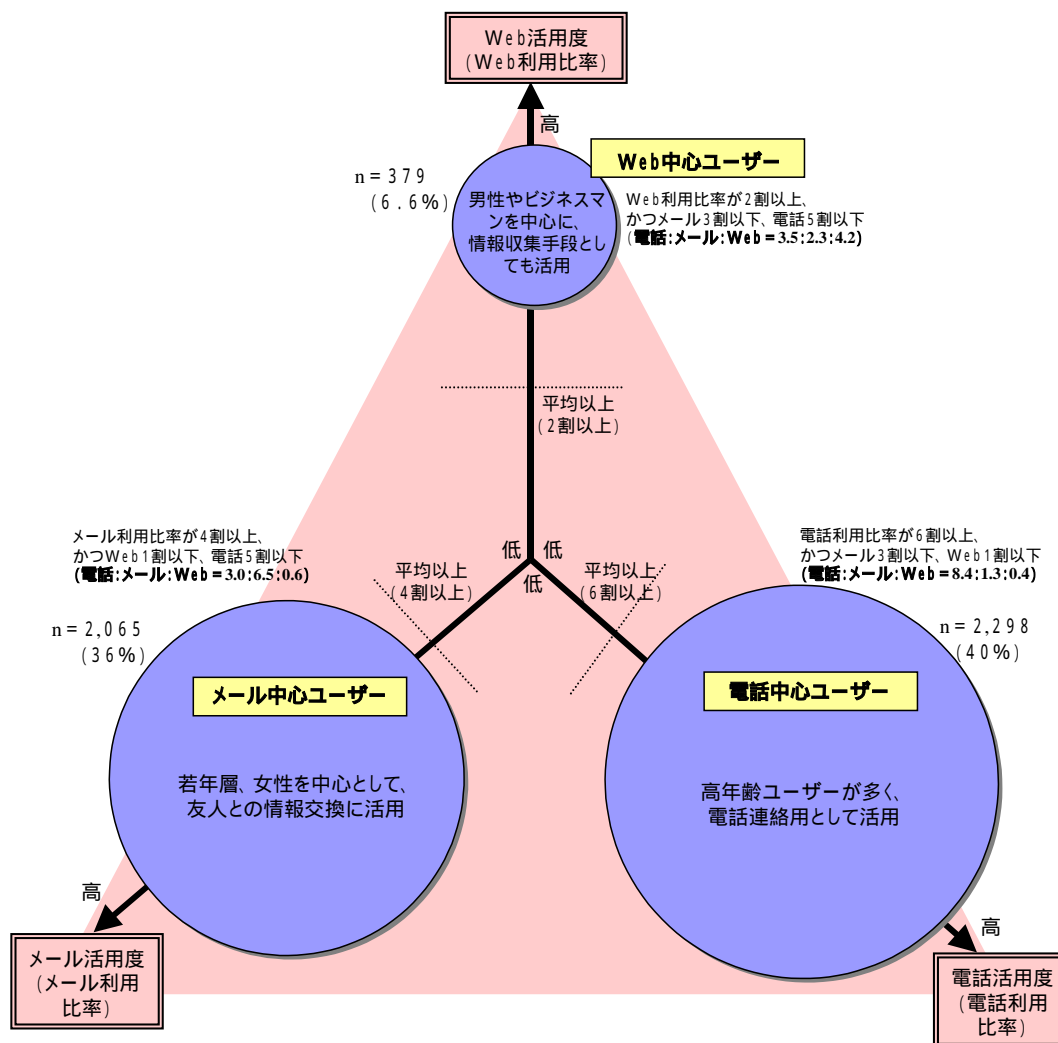 Web活用度
(Web利用比率)
高
Web中心ユーザー
n=379
(6.6%)
男性やビジネスマ
ンを中心に、
情報収集手段とし
ても活用
Web利用比率が2割以上、
かつメール3割以下、電話5割以下
(電話:メール:Web=3.5:2.3:4.2)
平均以上
(2割以上)
メール利用比率が4割以上、
かつWeb1割以下、電話5割以下
(電話:メール:Web=3.0:6.5:0.6)
電話利用比率が6割以上、
かつメール3割以下、Web1割以下
(電話:メール:Web=8.4:1.3:0.4)
低 低
低
平均以上
(4割以上)
平均以上
(6割以上)
n=2,065
(36%)
n=2,298
(40%)
メール中心ユーザー
電話中心ユーザー
若年層、女性を中心として、
友人との情報交換に活用
高年齢ユーザーが多く、
電話連絡用として活用
高
高
メール活用度
(メール利用
比率)
電話活用度
(電話利用
比率)